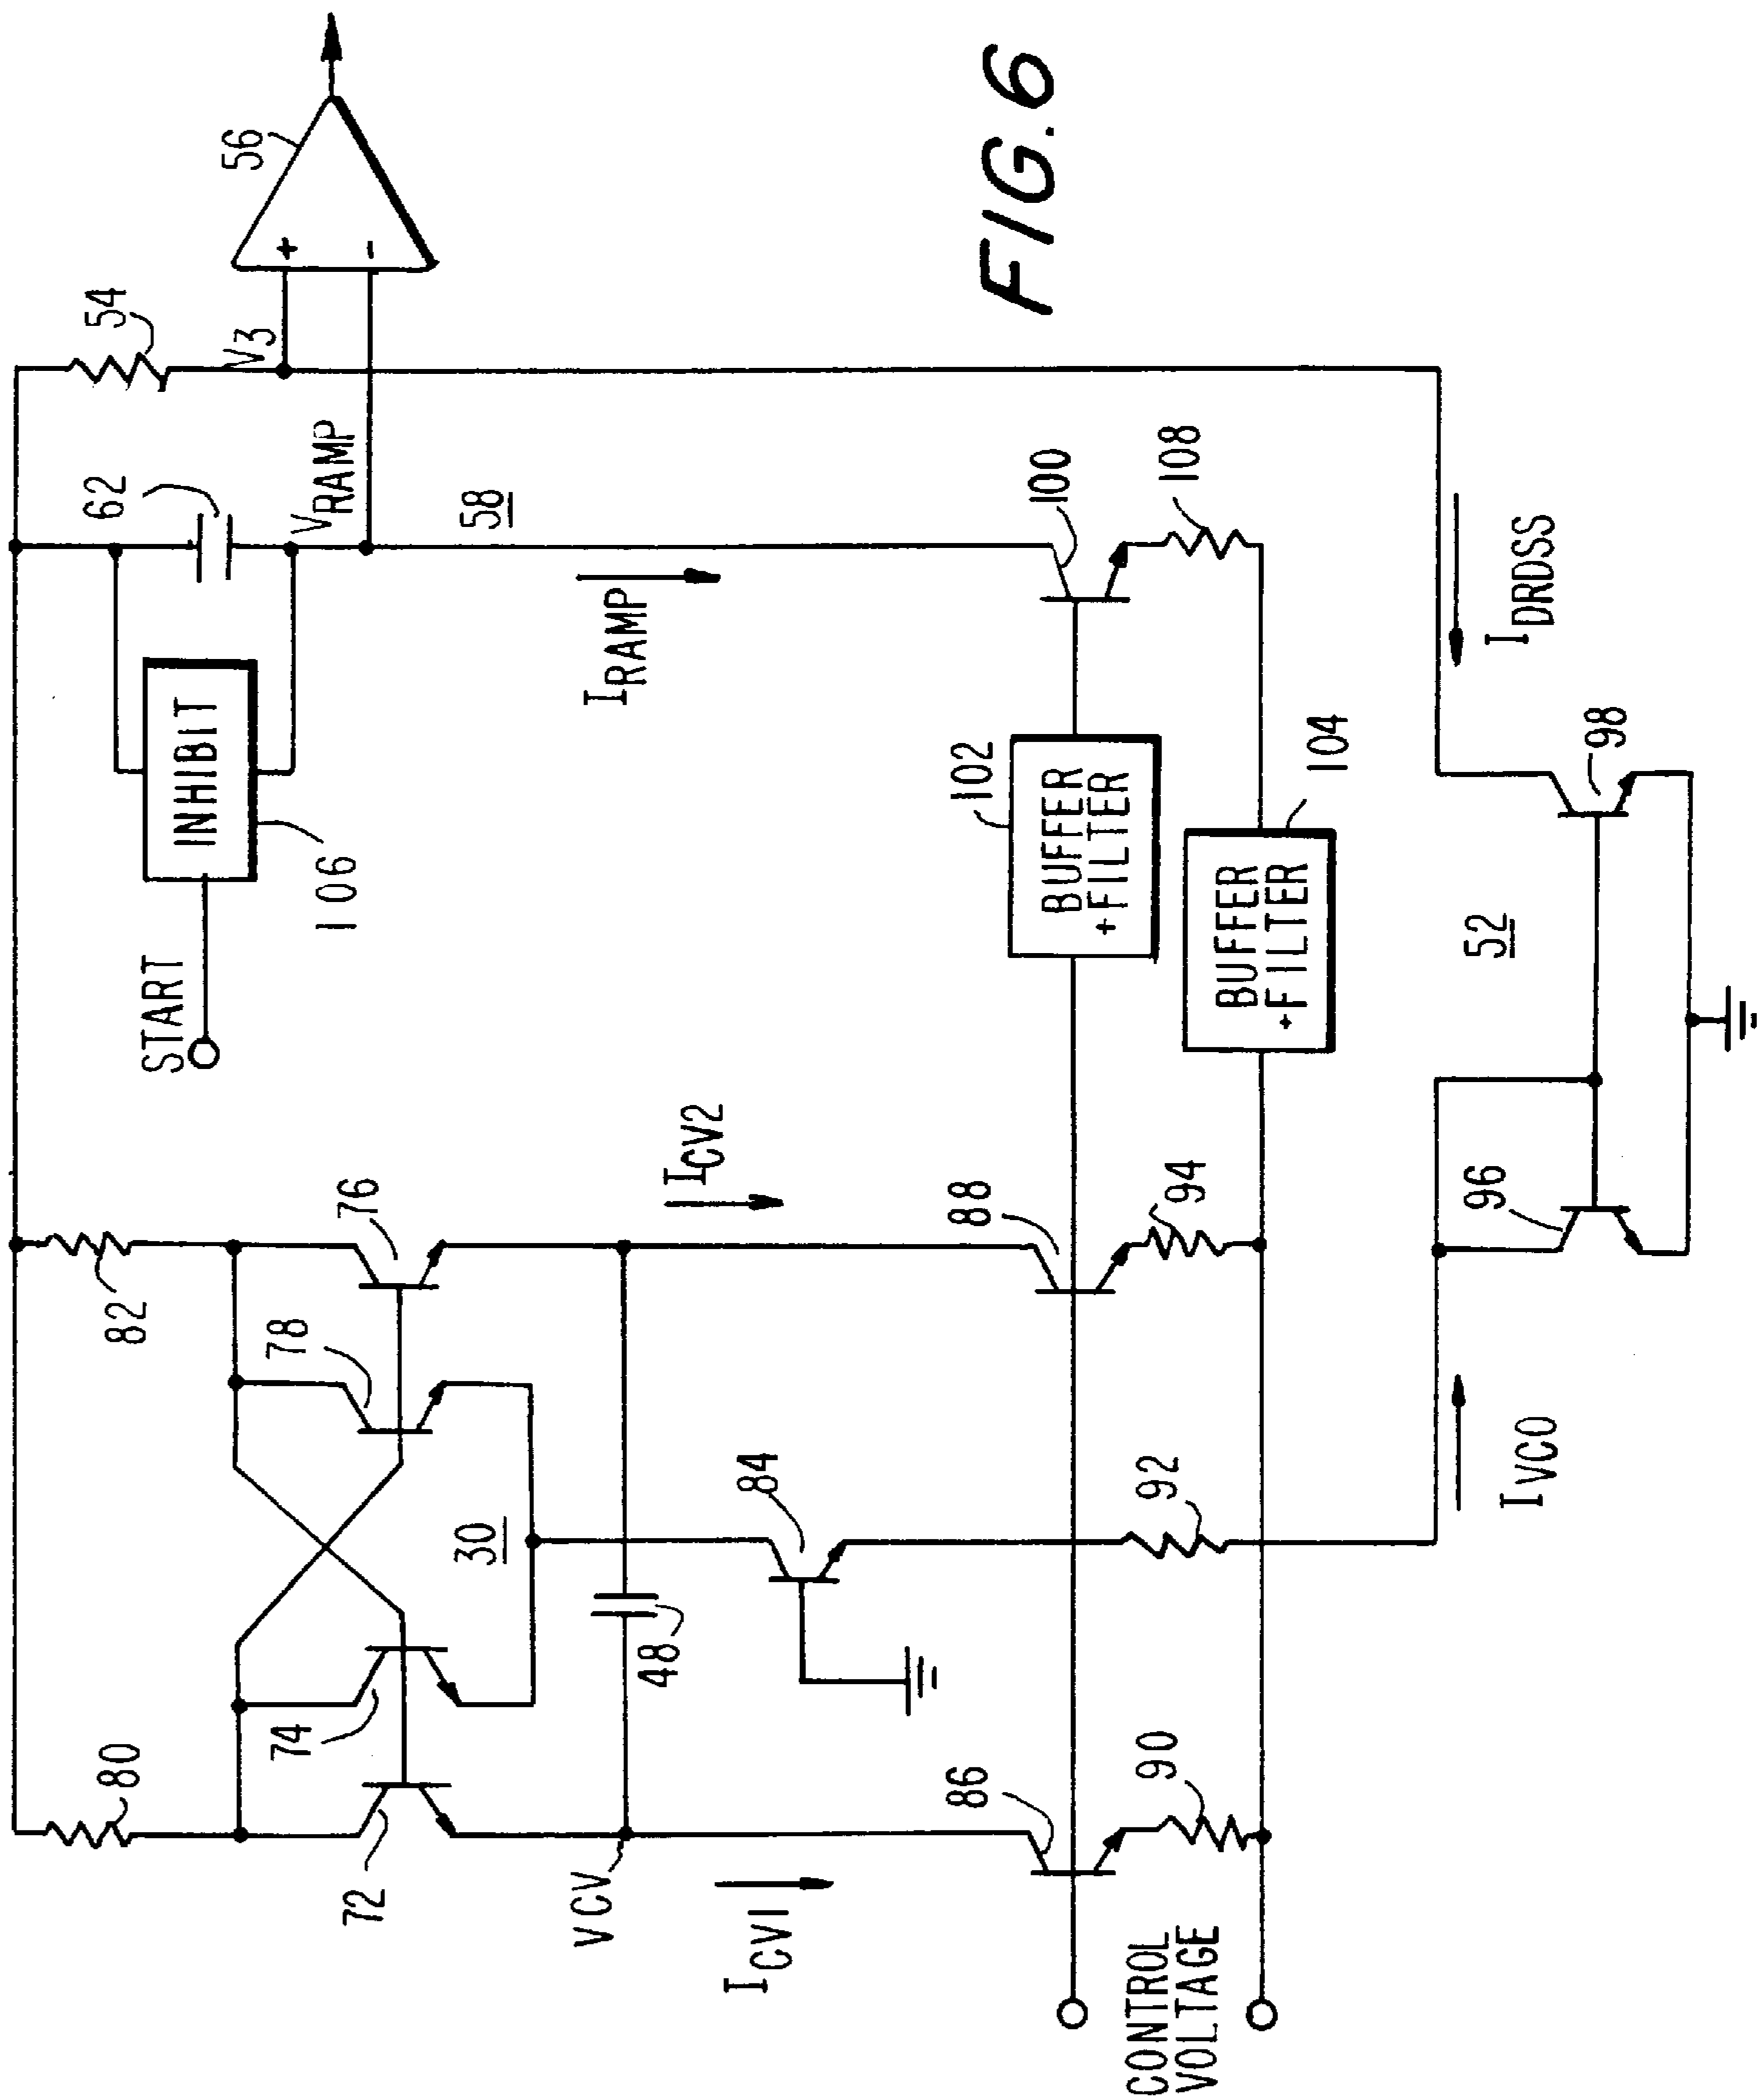 FIG.6
56
+
-
54
V3
62
VRAMP
58
100
108
INHIBIT
106
START
IRAMP
102
BUFFER
+FILTER
104
BUFFER
+FILTER
IDRDSS
98
52
96
82
76
78
ICV2
88
94
30
84
92
IVCO
48
80
74
72
VCV
86
90
ICV1
CONTROL
VOLTAGE